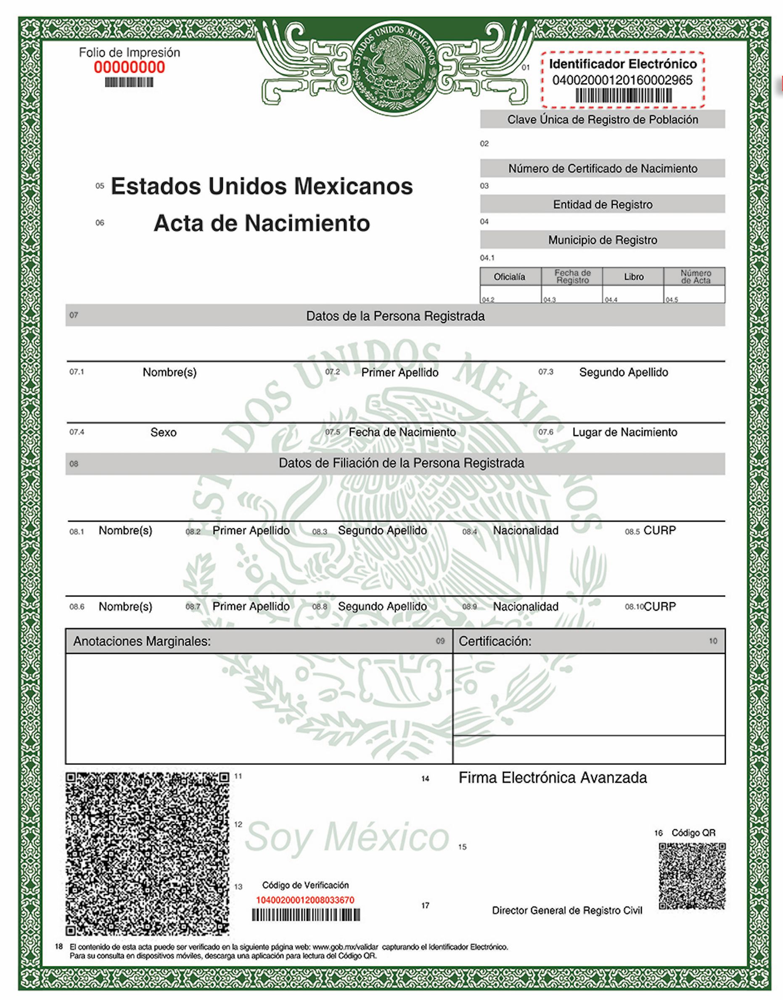 Folio de Impresión
00000000
ESTADOS UNIDOS MEXICANOS
01
Identificador Electrónico
04002000120160002965
Clave Única de Registro de Población
02
Número de Certificado de Nacimiento
03
Entidad de Registro
04
Municipio de Registro
04.1
Oficialía Fecha de Registro Libro Número de Acta
04.2 04.3 04.4 04.5
05 Estados Unidos Mexicanos
06 Acta de Nacimiento
07 Datos de la Persona Registrada
ESTADOS UNIDOS MEXICANOS
07.1 Nombre(s) 07.2 Primer Apellido 07.3 Segundo Apellido
07.4 Sexo 07.5 Fecha de Nacimiento 07.6 Lugar de Nacimiento
08 Datos de Filiación de la Persona Registrada
08.1 Nombre(s) 08.2 Primer Apellido 08.3 Segundo Apellido 08.4 Nacionalidad 08.5 CURP
08.6 Nombre(s) 08.7 Primer Apellido 08.8 Segundo Apellido 08.9 Nacionalidad 08.10 CURP
Anotaciones Marginales: 09 Certificación: 10
11
12 Soy México
13 Código de Verificación
10400200012008033670
14 Firma Electrónica Avanzada
15
16 Código QR
17 Director General de Registro Civil
18 El contenido de esta acta puede ser verificado en la siguiente página web: www.gob.mx/validar capturando el Identificador Electrónico.
Para su consulta en dispositivos móviles, descarga una aplicación para lectura del Código QR.